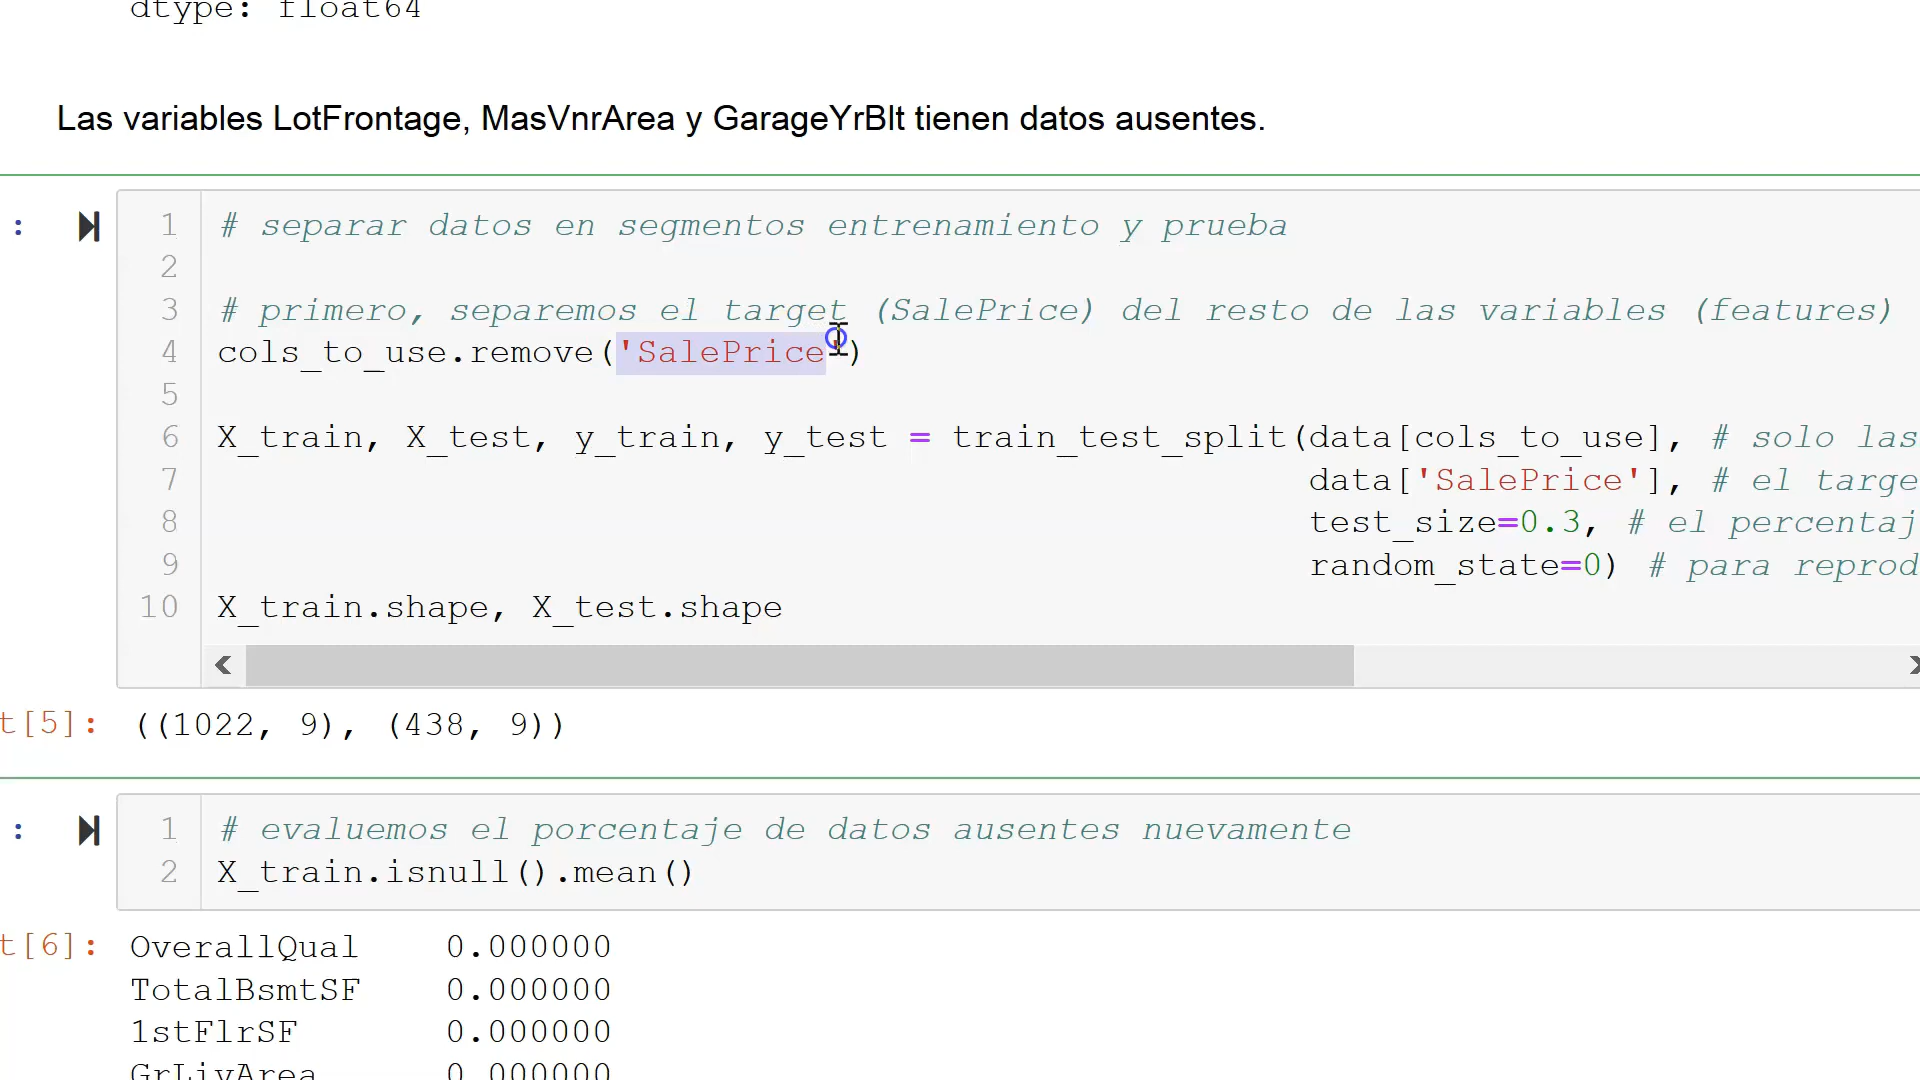 dtype: float64
Las variables LotFrontage, MasVnrArea y GarageYrBlt tienen datos ausentes.
:
1 # separar datos en segmentos entrenamiento y prueba
2
3 # primero, separemos el target (SalePrice) del resto de las variables (features)
4 cols_to_use.remove('SalePrice')
5
6 X_train, X_test, y_train, y_test = train_test_split(data[cols_to_use], # solo las
7 data['SalePrice'], # el targe
8 test_size=0.3, # el percentaj
9 random_state=0) # para reprod
10 X_train.shape, X_test.shape
t[5]: ((1022, 9), (438, 9))
:
1 # evaluemos el porcentaje de datos ausentes nuevamente
2 X_train.isnull().mean()
t[6]: OverallQual 0.000000
TotalBsmtSF 0.000000
1stFlrSF 0.000000
GrLivArea 0.000000